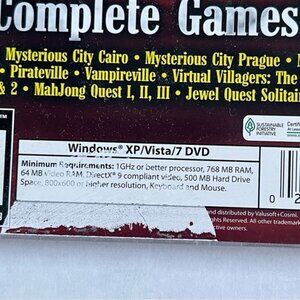 Complete Games
Mysterious City Cairo • Mysterious City Prague •
• Pirateville • Vampireville • Virtual Villagers: The
& 2 • MahJong Quest I, II, III • Jewel Quest Solitai
SUSTAINABLE
FORESTRY
INITIATIVE
Windows® XP/Vista/7 DVD
Minimum Requirements: 1GHz or better processor, 768 MB RAM,
64 MB video RAM, DirectX® 9 compliant video, 500 MB Hard Drive
Space, 800x600 or higher resolution, Keyboard and Mouse.
0
and distributed by Valusoft+Cosmi.